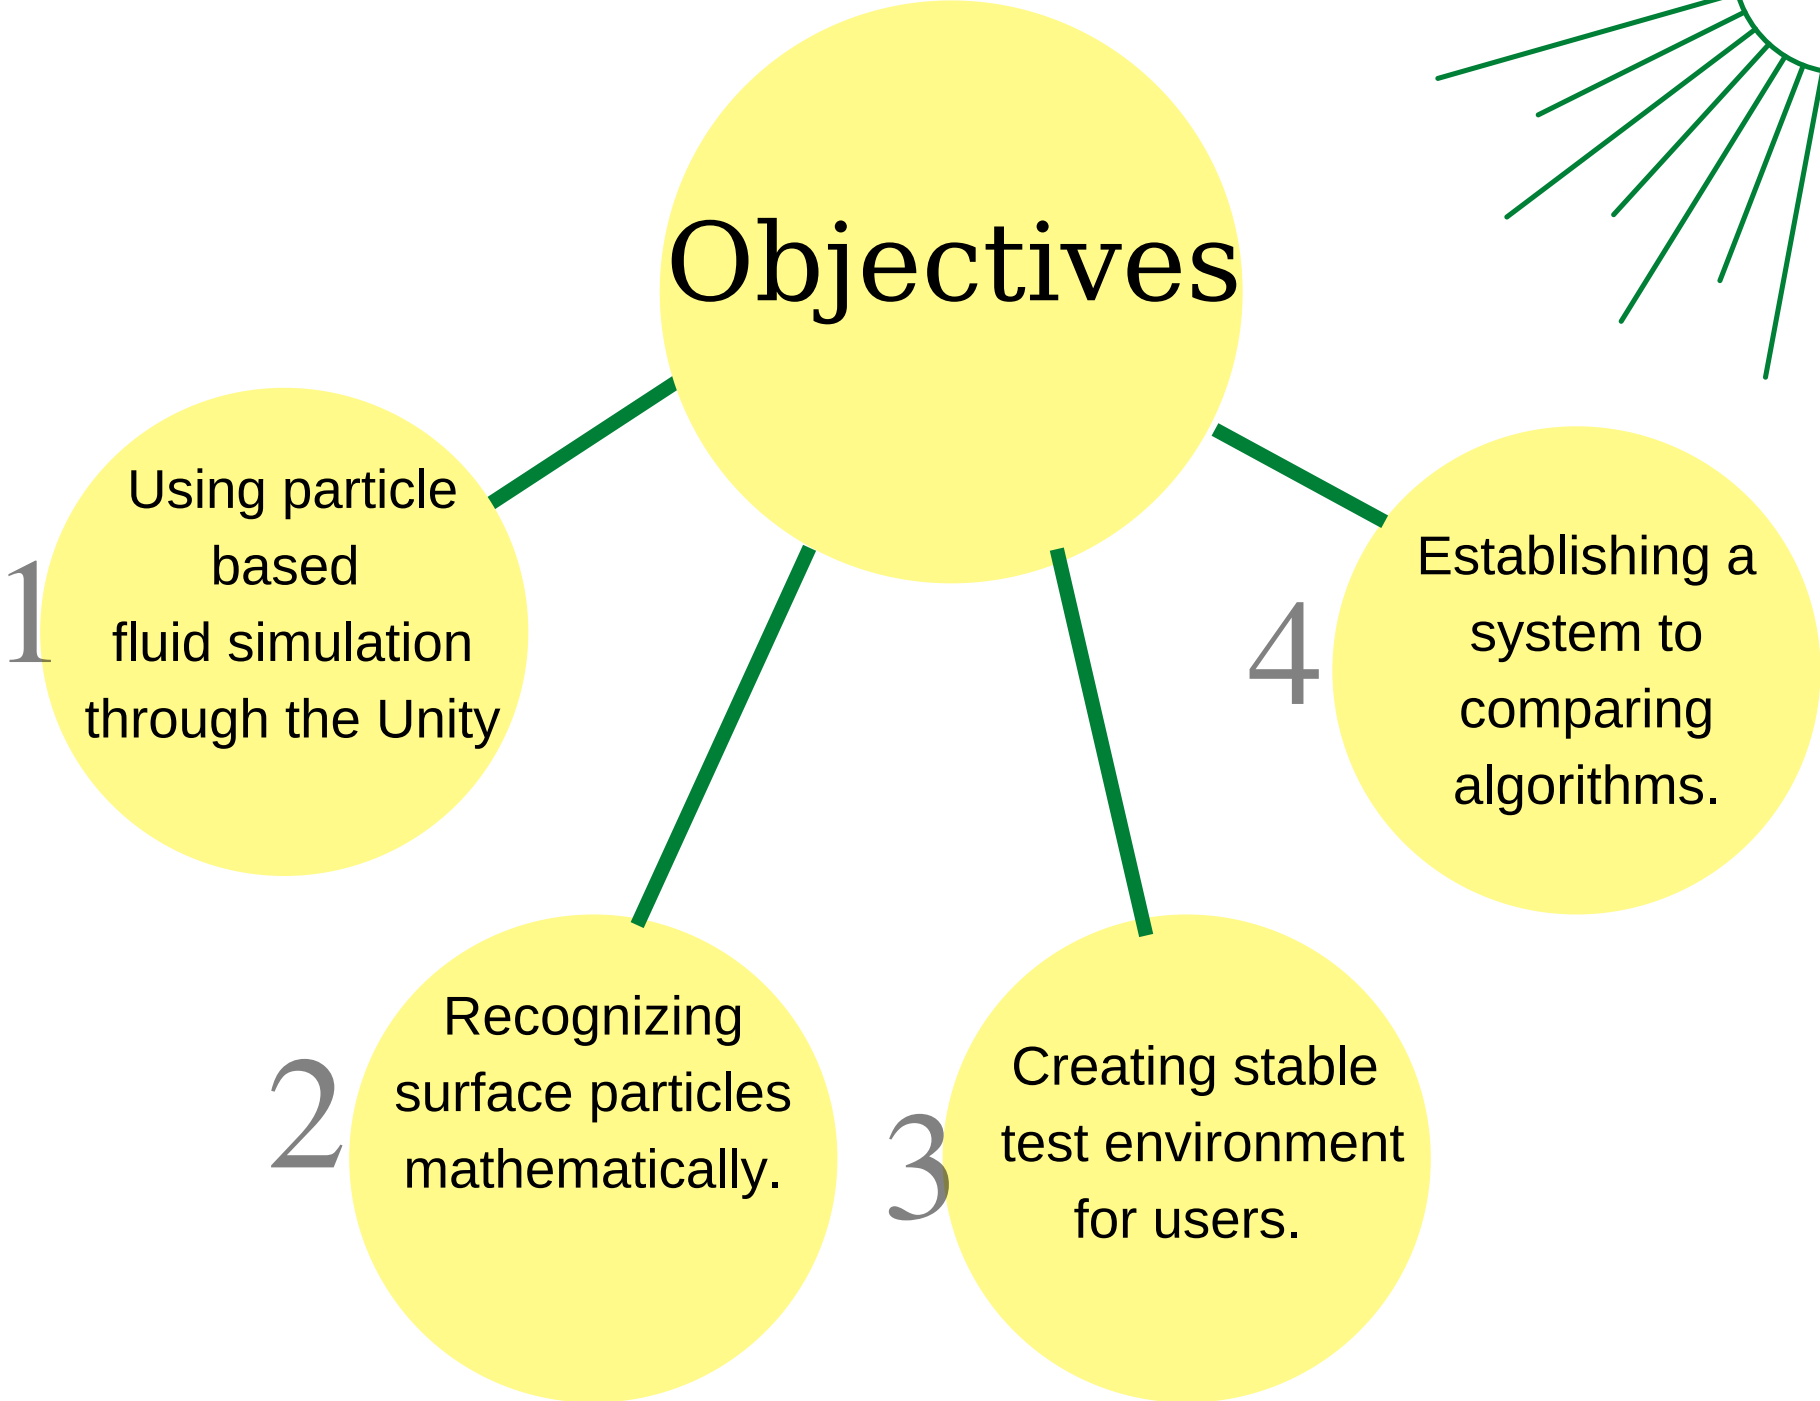 Objectives
1
Using particle
based
fluid simulation
through the Unity
2
Recognizing
surface particles
mathematically.
3
Creating stable
test environment
for users.
4
Establishing a
system to
comparing
algorithms.